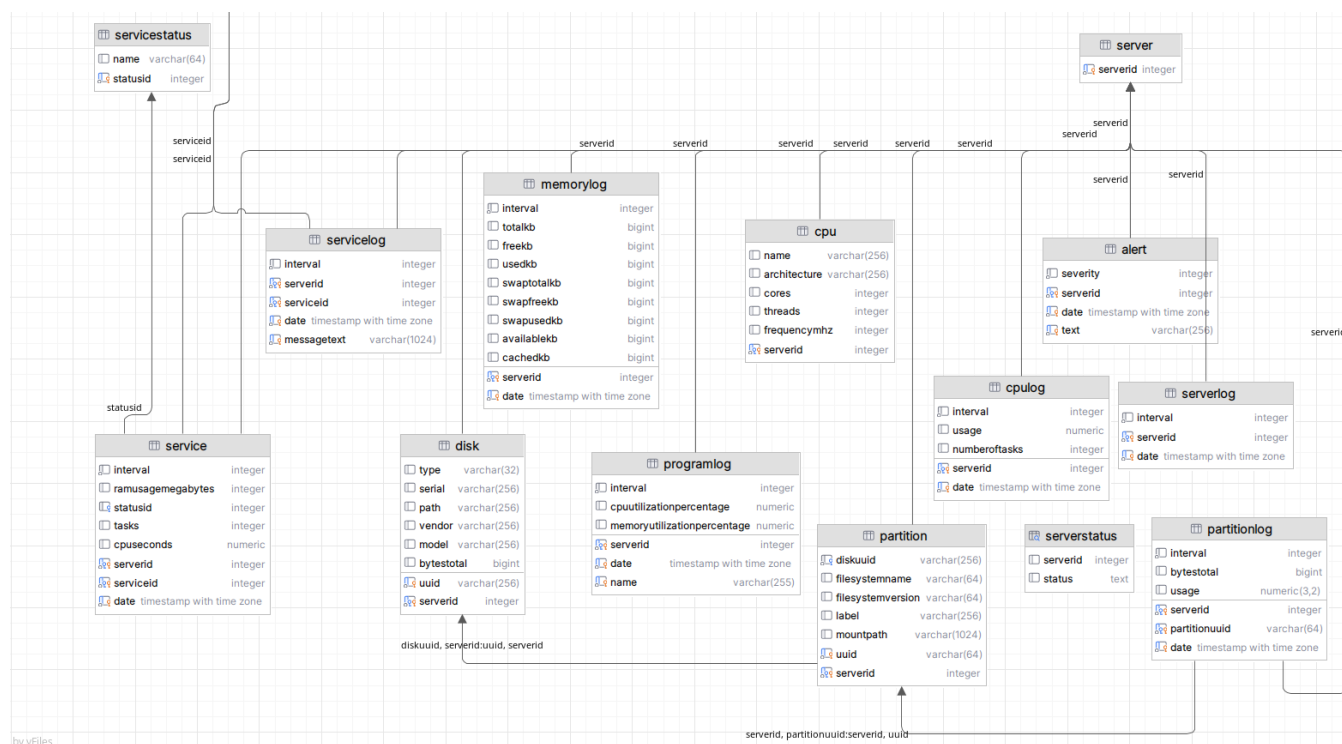 servicestatus
name varchar(64)
statusid integer
server
serverid integer
serviceid
serviceid
serverid
serverid
serverid
serverid
serverid
serverid
serverid
serverid
serverid
serverid
memorylog
interval integer
totalkb bigint
freekb bigint
usedkb bigint
swaptotalkb bigint
swapfreekb bigint
swapusedkb bigint
availablekb bigint
cachedkb bigint
serverid integer
date timestamp with time zone
servicelog
interval integer
serverid integer
serviceid integer
date timestamp with time zone
messagetext varchar(1024)
cpu
name varchar(256)
architecture varchar(256)
cores integer
threads integer
frequencymhz integer
serverid integer
alert
severity integer
serverid integer
date timestamp with time zone
text varchar(256)
serverid
cpulog
interval integer
usage numeric
numberoftasks integer
serverid integer
date timestamp with time zone
serverlog
interval integer
serverid integer
date timestamp with time zone
statusid
service
interval integer
ramusagemegabytes integer
statusid integer
tasks integer
cpuseconds numeric
serverid integer
serviceid integer
date timestamp with time zone
disk
type varchar(32)
serial varchar(256)
path varchar(256)
vendor varchar(256)
model varchar(256)
bytestotal bigint
uuid varchar(256)
serverid integer
programlog
interval integer
cpuutilizationpercentage numeric
memoryutilizationpercentage numeric
serverid integer
date timestamp with time zone
name varchar(255)
partition
diskuuid varchar(256)
filesystemname varchar(64)
filesystemversion varchar(64)
label varchar(256)
mountpath varchar(1024)
uuid varchar(64)
serverid integer
serverstatus
serverid integer
status text
partitionlog
interval integer
bytestotal bigint
usage numeric(3,2)
serverid integer
partitionuuid varchar(64)
date timestamp with time zone
diskuuid, serverid:uuid, serverid
serverid, partitionuuid:serverid, uuid
by yFiles